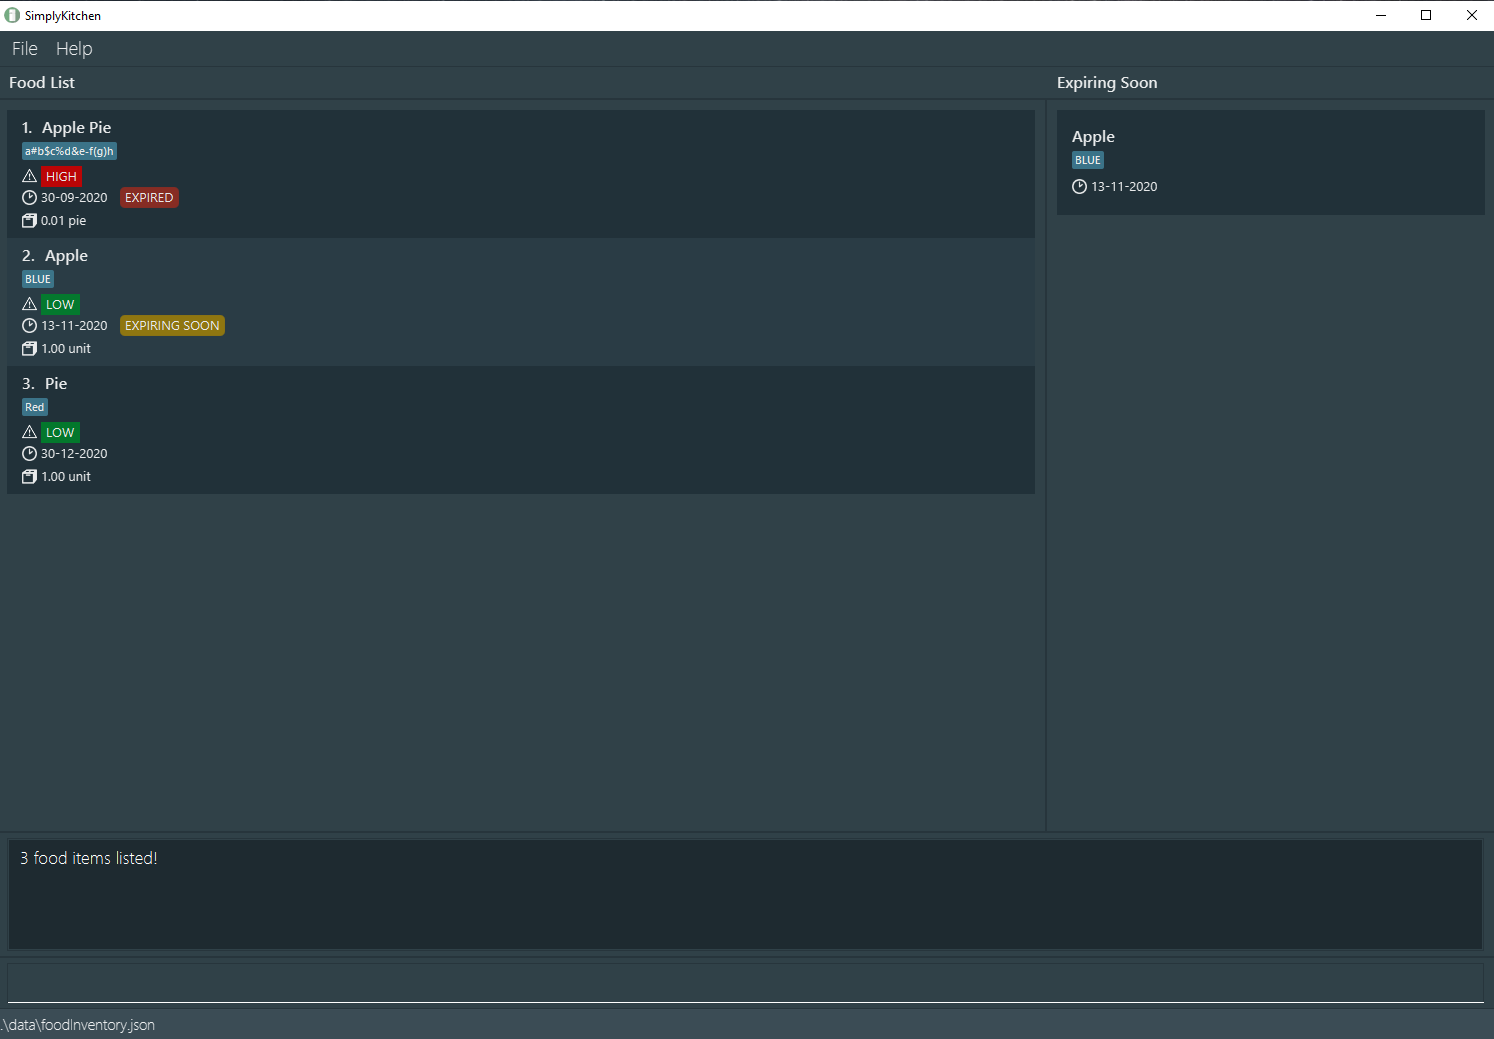 SimplyKitchen
File Help
Food List
1. Apple Pie
a#b$c%d&e-f(g)h
HIGH
30-09-2020 EXPIRED
0.01 pie
2. Apple
BLUE
LOW
13-11-2020 EXPIRING SOON
1.00 unit
3. Pie
Red
LOW
30-12-2020
1.00 unit
Expiring Soon
Apple
BLUE
13-11-2020
3 food items listed!
.\data\foodInventory.json